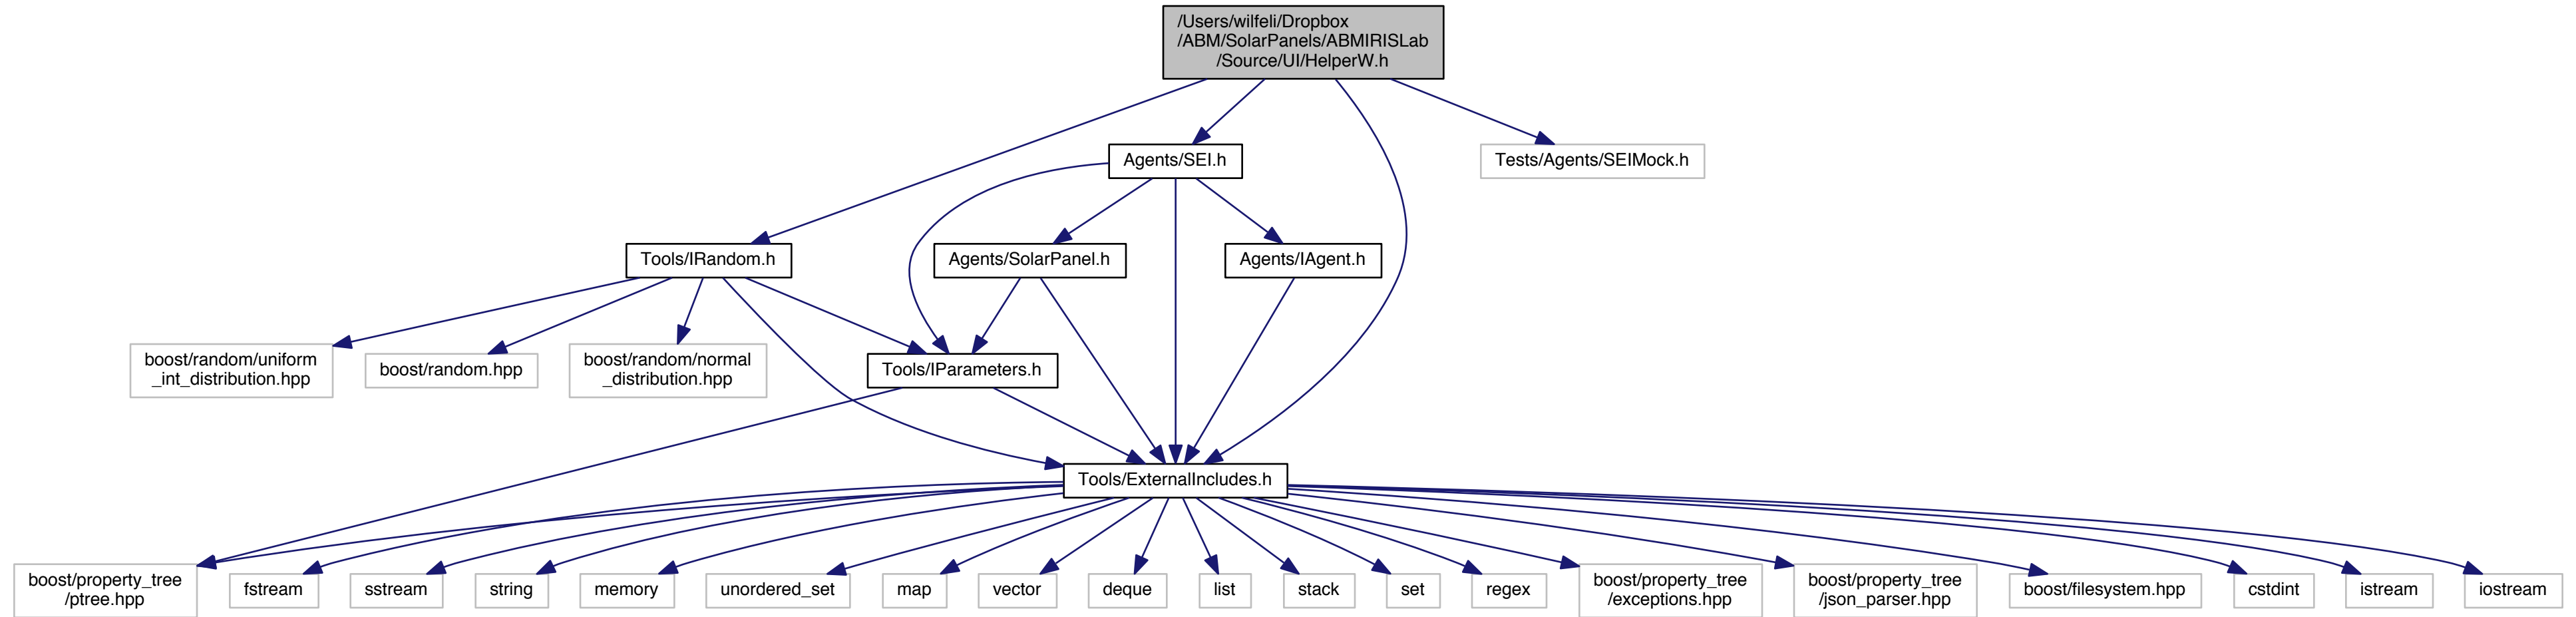 /Users/wilfeli/Dropbox
/ABM/SolarPanels/ABMIRISLab
/Source/UI/HelperW.h
Agents/SEI.h
Tests/Agents/SEIMock.h
Tools/IRandom.h
Agents/SolarPanel.h
Agents/IAgent.h
boost/random/uniform
_int_distribution.hpp
boost/random.hpp
boost/random/normal
_distribution.hpp
Tools/IParameters.h
Tools/ExternalIncludes.h
boost/property_tree
/ptree.hpp
fstream
sstream
string
memory
unordered_set
map
vector
deque
list
stack
set
regex
boost/property_tree
/exceptions.hpp
boost/property_tree
/json_parser.hpp
boost/filesystem.hpp
cstdint
istream
iostream